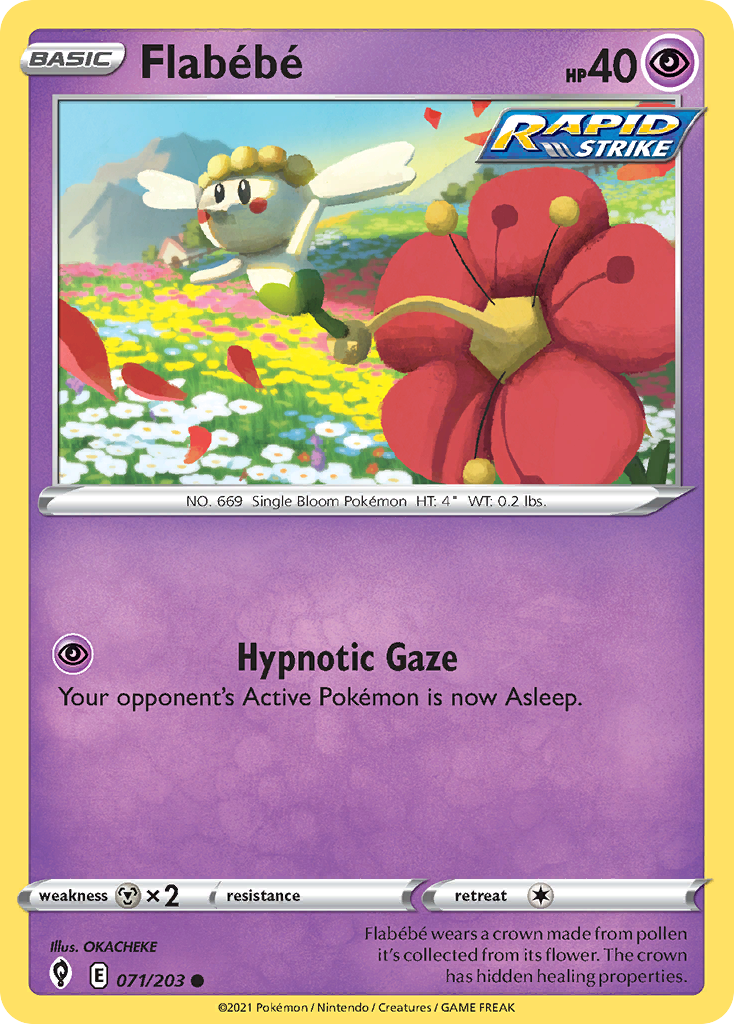 BASIC Flabébé HP40
RAPID
STRIKE
NO. 669 Single Bloom Pokémon HT: 4" WT: 0.2 lbs.
Hypnotic Gaze
Your opponent's Active Pokémon is now Asleep.
weakness ×2 resistance retreat
Illus. OKACHEKE
E 071/203
Flabébé wears a crown made from pollen
it's collected from its flower. The crown
has hidden healing properties.
©2021 Pokémon / Nintendo / Creatures / GAME FREAK